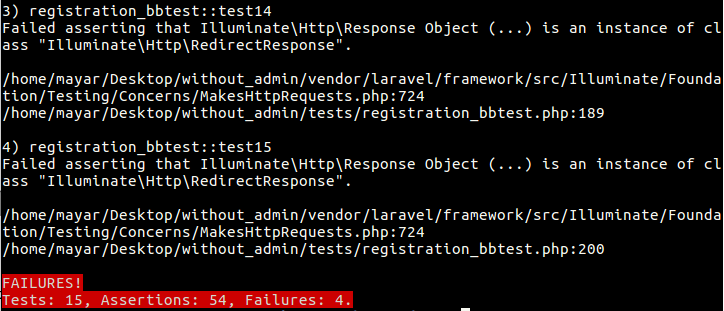 3) registration_bbtest::test14
Failed asserting that Illuminate\Http\Response Object (...) is an instance of cl
ass "Illuminate\Http\RedirectResponse".
/home/mayar/Desktop/without_admin/vendor/laravel/framework/src/Illuminate/Founda
tion/Testing/Concerns/MakesHttpRequests.php:724
/home/mayar/Desktop/without_admin/tests/registration_bbtest.php:189
4) registration_bbtest::test15
Failed asserting that Illuminate\Http\Response Object (...) is an instance of cl
ass "Illuminate\Http\RedirectResponse".
/home/mayar/Desktop/without_admin/vendor/laravel/framework/src/Illuminate/Founda
tion/Testing/Concerns/MakesHttpRequests.php:724
/home/mayar/Desktop/without_admin/tests/registration_bbtest.php:200
FAILURES!
Tests: 15, Assertions: 54, Failures: 4.